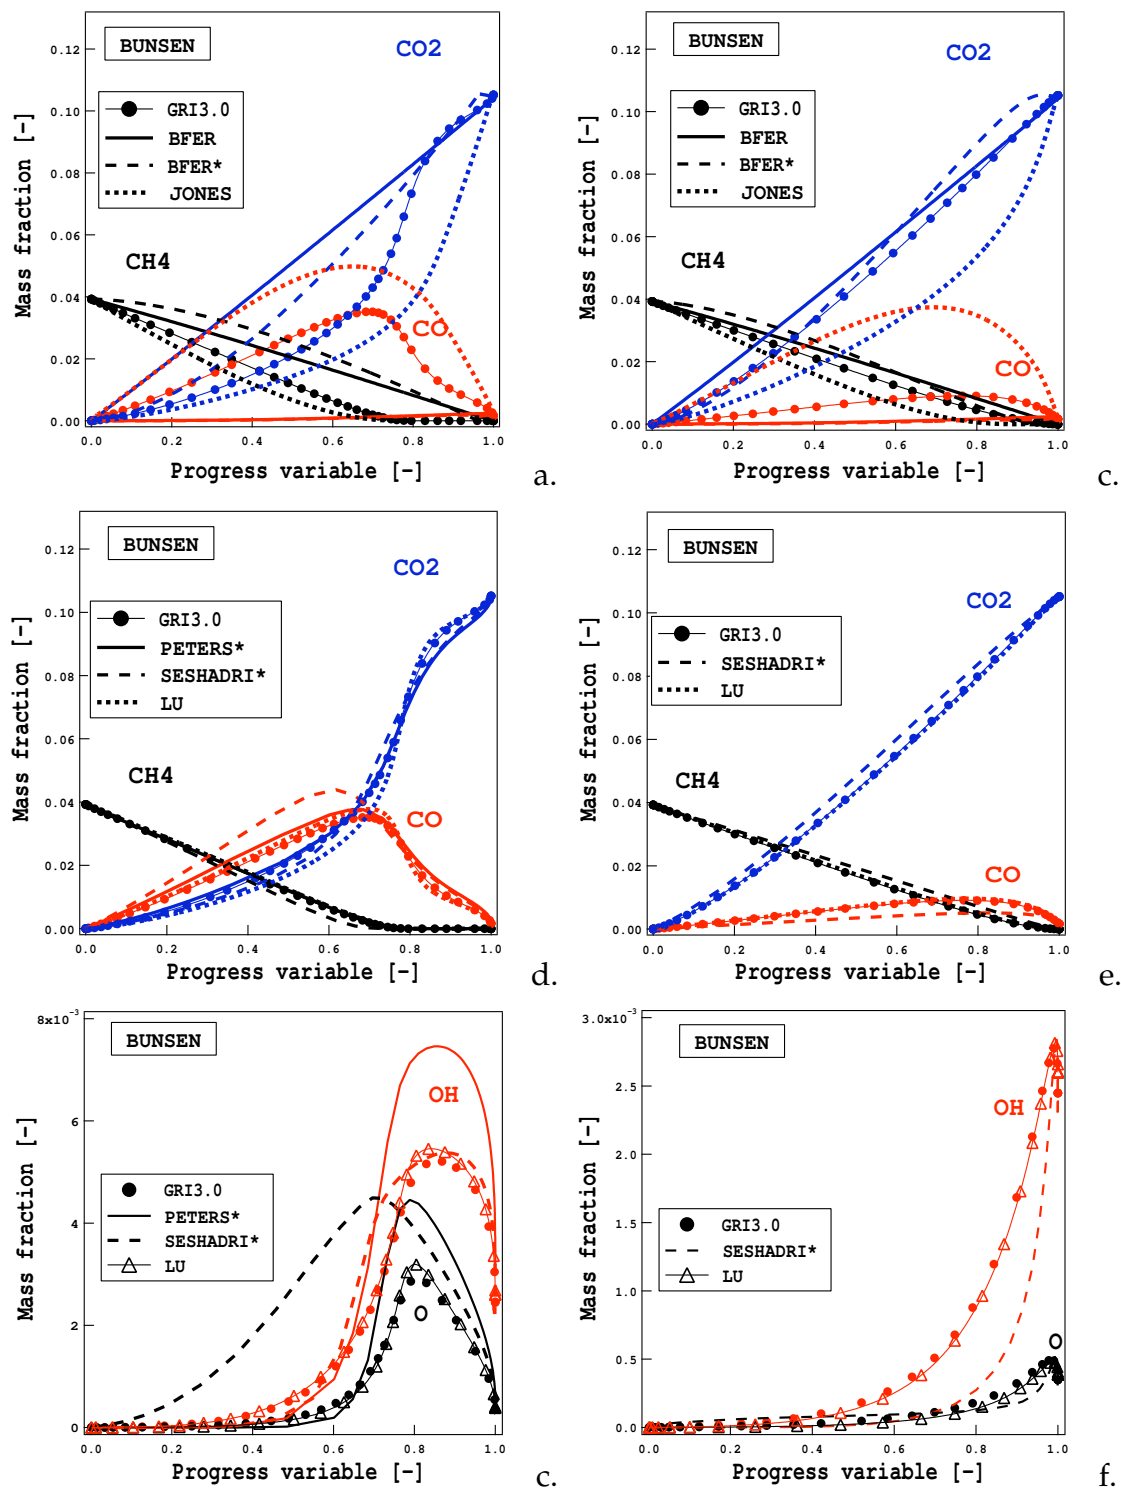 BUNSEN
CO2
GRI3.0
BFER
BFER*
JONES
CH4
CO
Mass fraction [-]
0.12
0.10
0.08
0.06
0.04
0.02
0.00
0.0 0.2 0.4 0.6 0.8 1.0
Progress variable [-]
a.
BUNSEN
CO2
GRI3.0
BFER
BFER*
JONES
CH4
CO
Mass fraction [-]
0.12
0.10
0.08
0.06
0.04
0.02
0.00
0.0 0.2 0.4 0.6 0.8 1.0
Progress variable [-]
c.
BUNSEN
CO2
GRI3.0
PETERS*
SESHADRI*
LU
CH4
CO
Mass fraction [-]
0.12
0.10
0.08
0.06
0.04
0.02
0.00
0.0 0.2 0.4 0.6 0.8 1.0
Progress variable [-]
d.
BUNSEN
CO2
GRI3.0
SESHADRI*
LU
CH4
CO
Mass fraction [-]
0.12
0.10
0.08
0.06
0.04
0.02
0.00
0.0 0.2 0.4 0.6 0.8 1.0
Progress variable [-]
e.
8x10⁻³
BUNSEN
OH
GRI3.0
PETERS*
SESHADRI*
LU
O
Mass fraction [-]
6
4
2
0
0.0 0.2 0.4 0.6 0.8 1.0
Progress variable [-]
c.
3.0x10⁻³
BUNSEN
OH
GRI3.0
SESHADRI*
LU
O
Mass fraction [-]
2.5
2.0
1.5
1.0
0.5
0.0
0.0 0.2 0.4 0.6 0.8 1.0
Progress variable [-]
f.